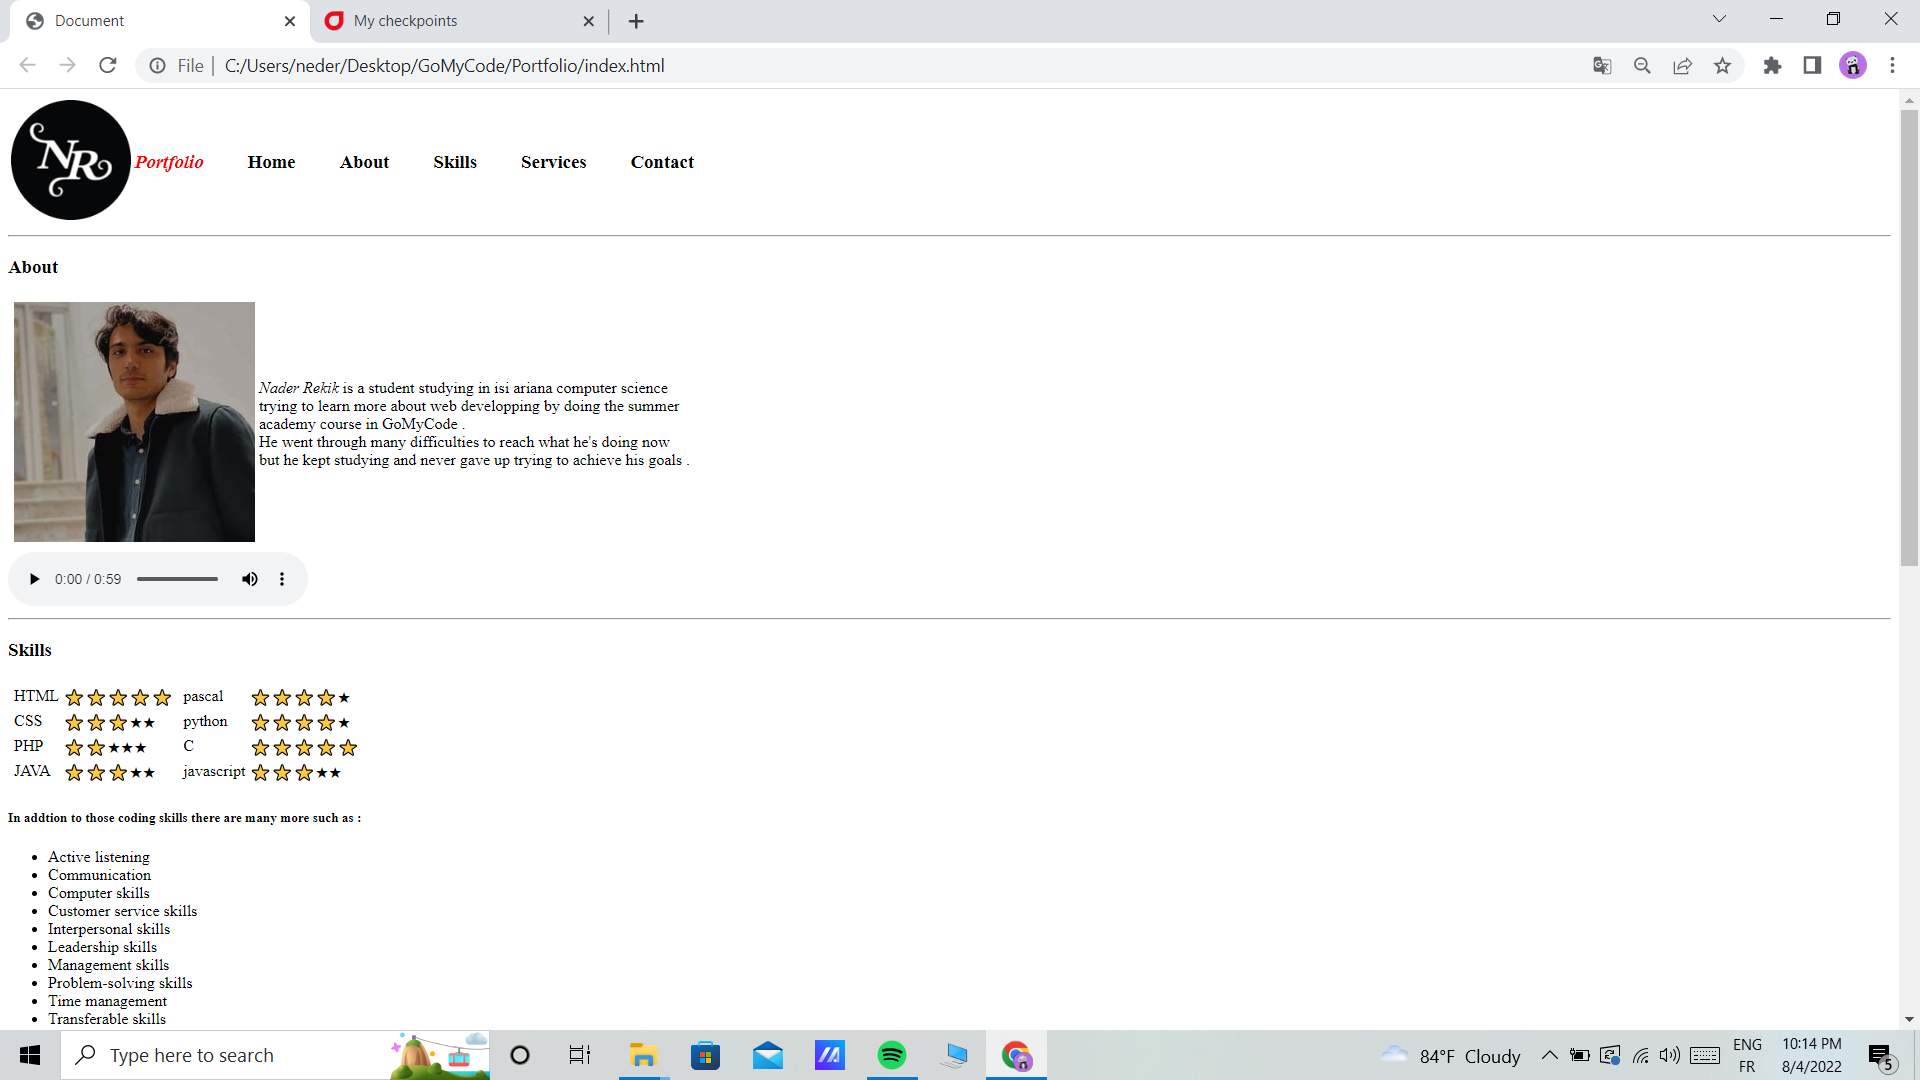 Document
My checkpoints
File | C:/Users/neder/Desktop/GoMyCode/Portfolio/index.html
NR Portfolio Home About Skills Services Contact
About
Nader Rekik is a student studying in isi ariana computer science
trying to learn more about web developping by doing the summer
academy course in GoMyCode .
He went through many difficulties to reach what he's doing now
but he kept studying and never gave up trying to achieve his goals .
0:00 / 0:59
Skills
HTML ⭐⭐⭐⭐⭐ pascal ⭐⭐⭐⭐★
CSS ⭐⭐⭐★★ python ⭐⭐⭐⭐★
PHP ⭐⭐★★★ C ⭐⭐⭐⭐⭐
JAVA ⭐⭐⭐★★ javascript ⭐⭐⭐★★
In addtion to those coding skills there are many more such as :
• Active listening
• Communication
• Computer skills
• Customer service skills
• Interpersonal skills
• Leadership skills
• Management skills
• Problem-solving skills
• Time management
• Transferable skills
Type here to search
84°F Cloudy
ENG
FR
10:14 PM
8/4/2022
5